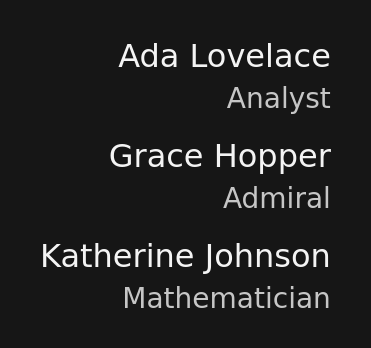 Ada Lovelace
Analyst
Grace Hopper
Admiral
Katherine Johnson
Mathematician